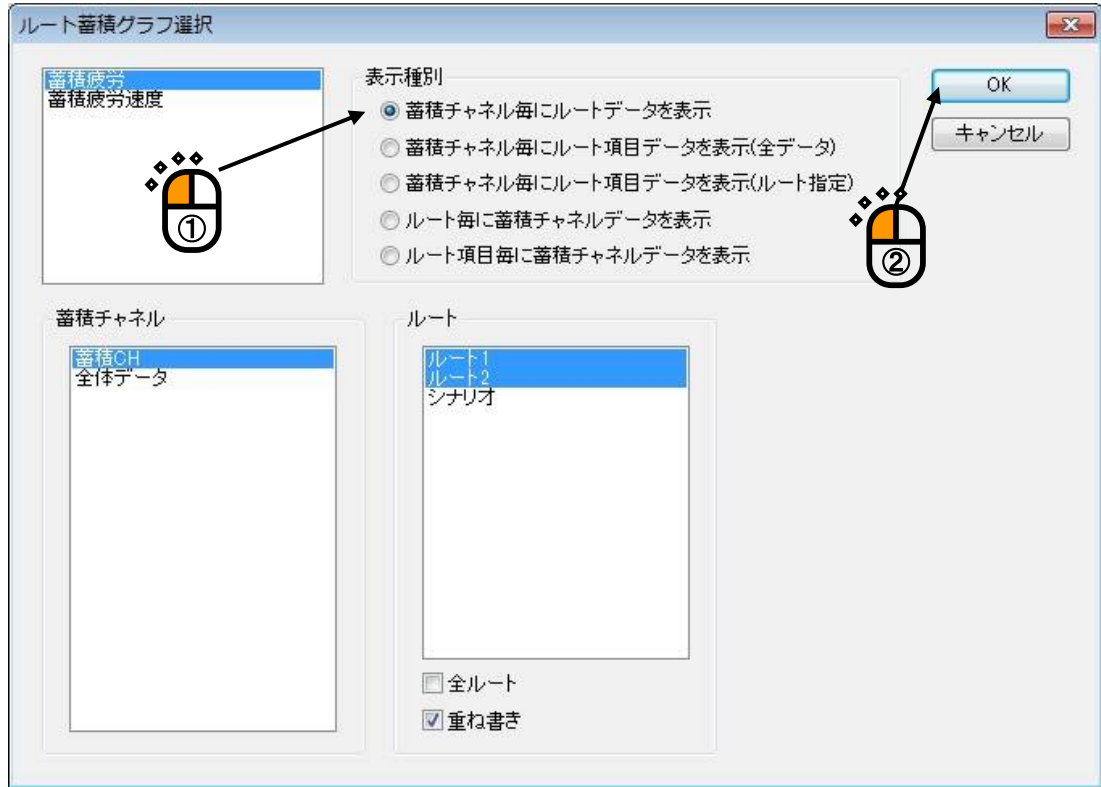 ルート蓄積グラフ選択
蓄積疲労
蓄積疲労速度
表示種別
蓄積チャネル毎にルートデータを表示
蓄積チャネル毎にルート項目データを表示(全データ)
蓄積チャネル毎にルート項目データを表示(ルート指定)
ルート毎に蓄積チャネルデータを表示
ルート項目毎に蓄積チャネルデータを表示
OK
キャンセル
①
②
蓄積チャネル
蓄積CH
全体データ
ルート
ルート1
ルート2
シナリオ
全ルート
重ね書き